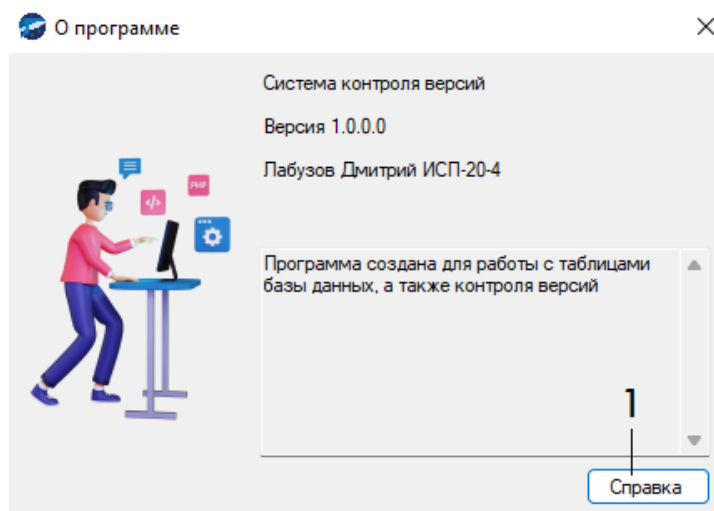 О программе
Система контроля версий
Версия 1.0.0.0
Лабузов Дмитрий ИСП-20-4
PHP
</>
Программа создана для работы с таблицами
базы данных, а также контроля версий
1
Справка